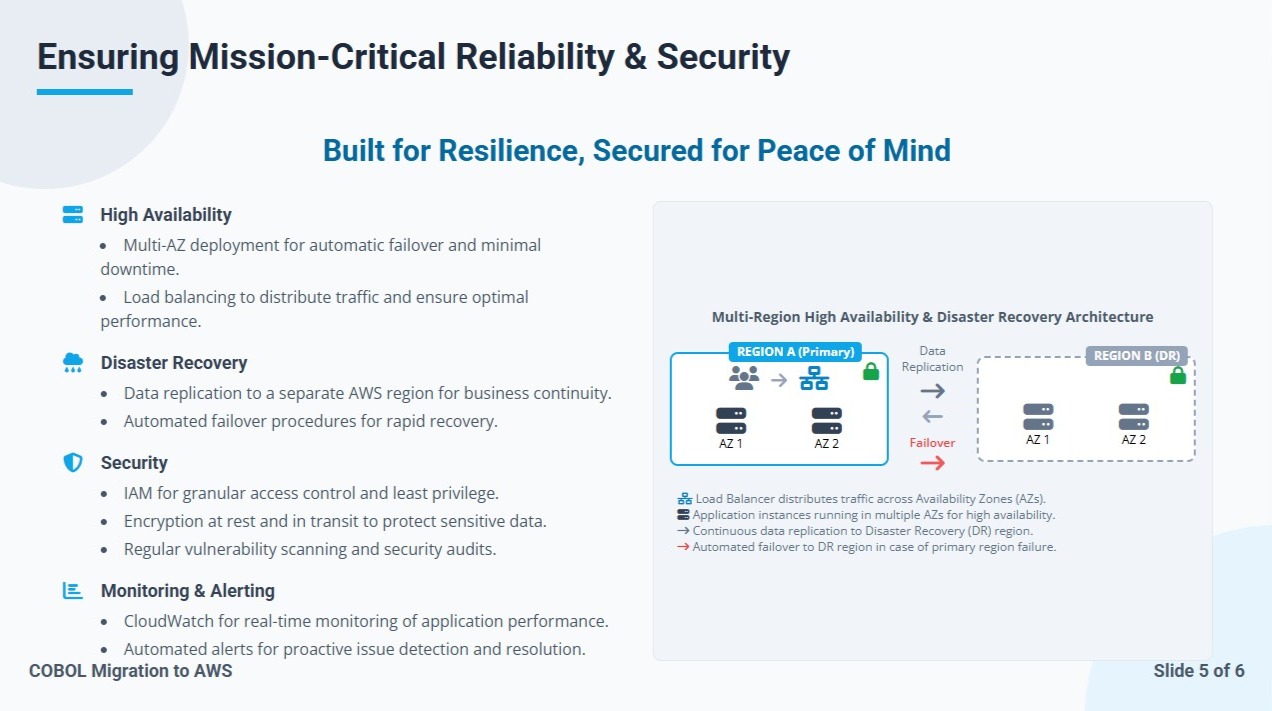 Ensuring Mission-Critical Reliability & Security
Built for Resilience, Secured for Peace of Mind
High Availability
• Multi-AZ deployment for automatic failover and minimal
downtime.
• Load balancing to distribute traffic and ensure optimal
performance.
Disaster Recovery
• Data replication to a separate AWS region for business continuity.
• Automated failover procedures for rapid recovery.
Security
• IAM for granular access control and least privilege.
• Encryption at rest and in transit to protect sensitive data.
• Regular vulnerability scanning and security audits.
Monitoring & Alerting
• CloudWatch for real-time monitoring of application performance.
• Automated alerts for proactive issue detection and resolution.
Multi-Region High Availability & Disaster Recovery Architecture
REGION A (Primary)
AZ 1
AZ 2
Data
Replication
Failover
REGION B (DR)
AZ 1
AZ 2
Load Balancer distributes traffic across Availability Zones (AZs).
Application instances running in multiple AZs for high availability.
Continuous data replication to Disaster Recovery (DR) region.
Automated failover to DR region in case of primary region failure.
COBOL Migration to AWS
Slide 5 of 6